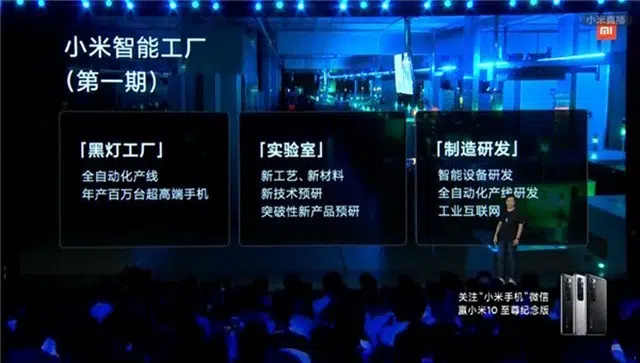 小米直播
小米智能工厂
（第一期）
「黑灯工厂」
全自动化产线
年产百万台超高端手机
「实验室」
新工艺、新材料
新技术预研
突破性新产品预研
「制造研发」
智能设备研发
全自动化产线研发
工业互联网
关注“小米手机”微信
赢小米10 至尊纪念版